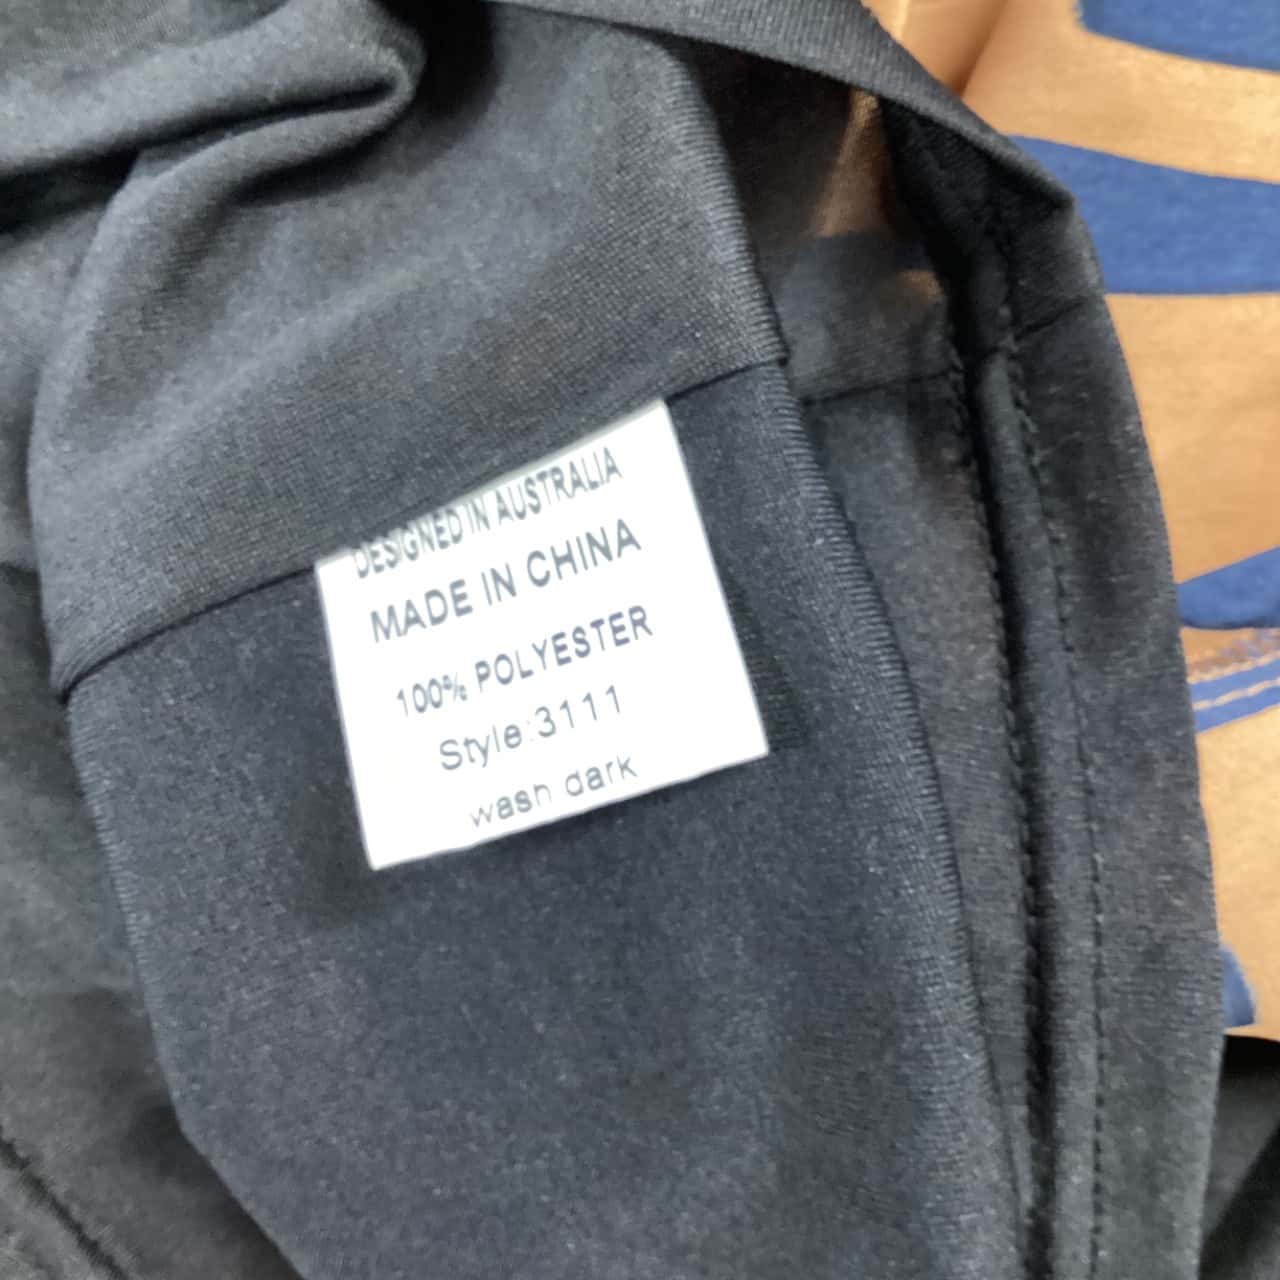 DESIGNED IN AUSTRALIA
MADE IN CHINA
100% POLYESTER
Style:3111
wash dark